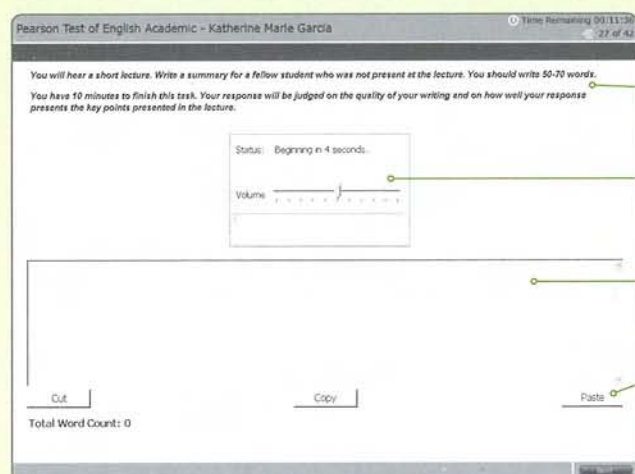 Pearson Test of English Academic - Katherine Marie Garcia
Time Remaining 00:11:36
27 of 42
You will hear a short lecture. Write a summary for a fellow student who was not present at the lecture. You should write 50-70 words.
You have 10 minutes to finish this task. Your response will be judged on the quality of your writing and on how well your response
presents the key points presented in the lecture.
Status: Beginning in 4 seconds.
Volume
Cut
Copy
Paste
Total Word Count: 0